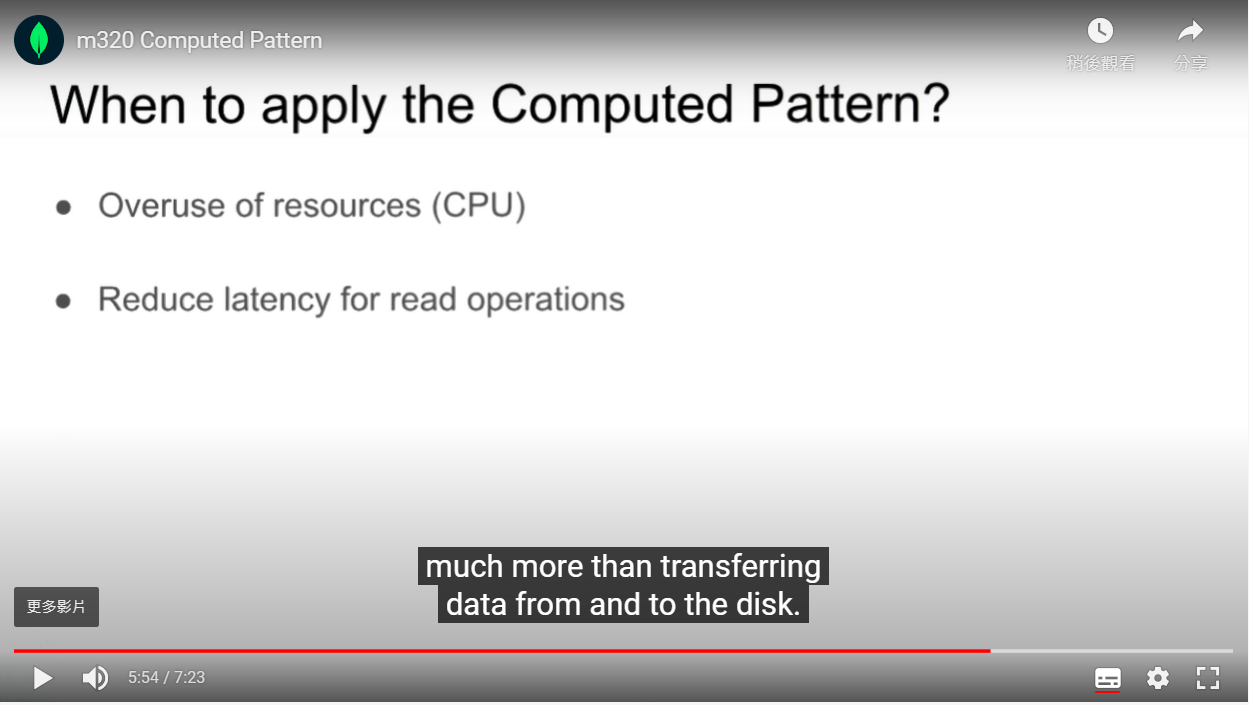 m320 Computed Pattern
稍後觀看
分享
When to apply the Computed Pattern?
● Overuse of resources (CPU)
● Reduce latency for read operations
much more than transferring
data from and to the disk.
更多影片
5:54 / 7:23